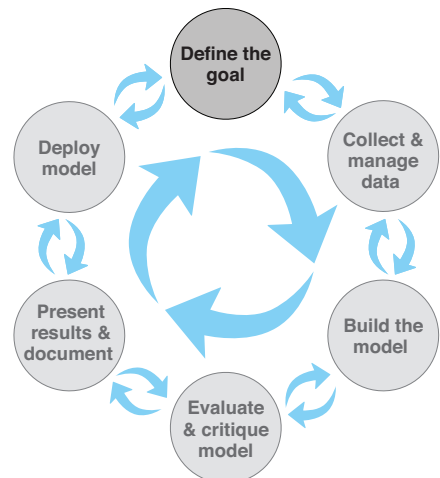 Define the
goal
Collect &
manage
data
Build the
model
Evaluate
& critique
model
Present
results &
document
Deploy
model